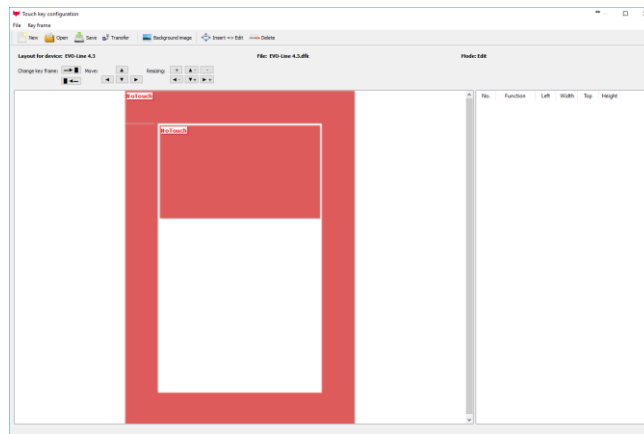 Touch key configuration
File Key frame
New Open Save Transfer Background image Insert => Edit Delete
Layout for device: EVO-Line 4.3 File: EVO-Line 4.3.dfk Mode: Edit
Change key frame: Move: Resizing:
No. Function Left Width Top Height
NoTouch
NoTouch